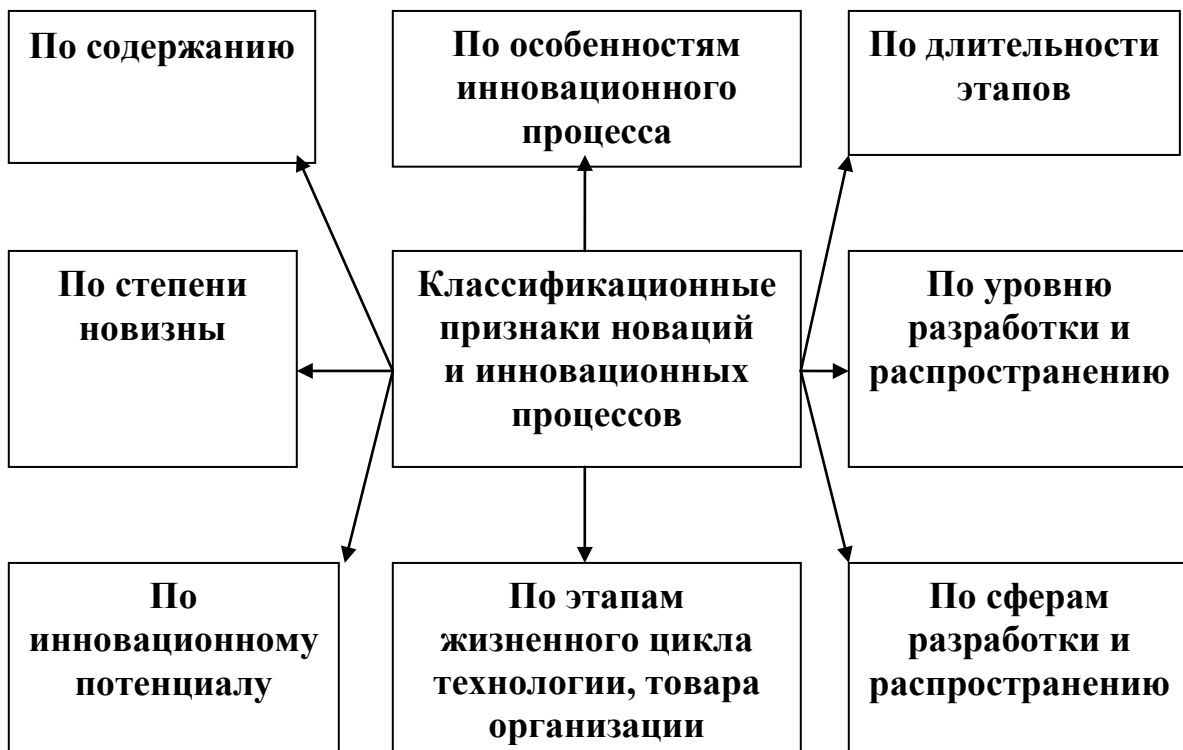 По содержанию
По особенностям
инновационного
процесса
По длительности
этапов
По степени
новизны
Классификационные
признаки новаций
и инновационных
процессов
По уровню
разработки и
распространению
По
инновационному
потенциалу
По этапам
жизненного цикла
технологии, товара
организации
По сферам
разработки и
распространению